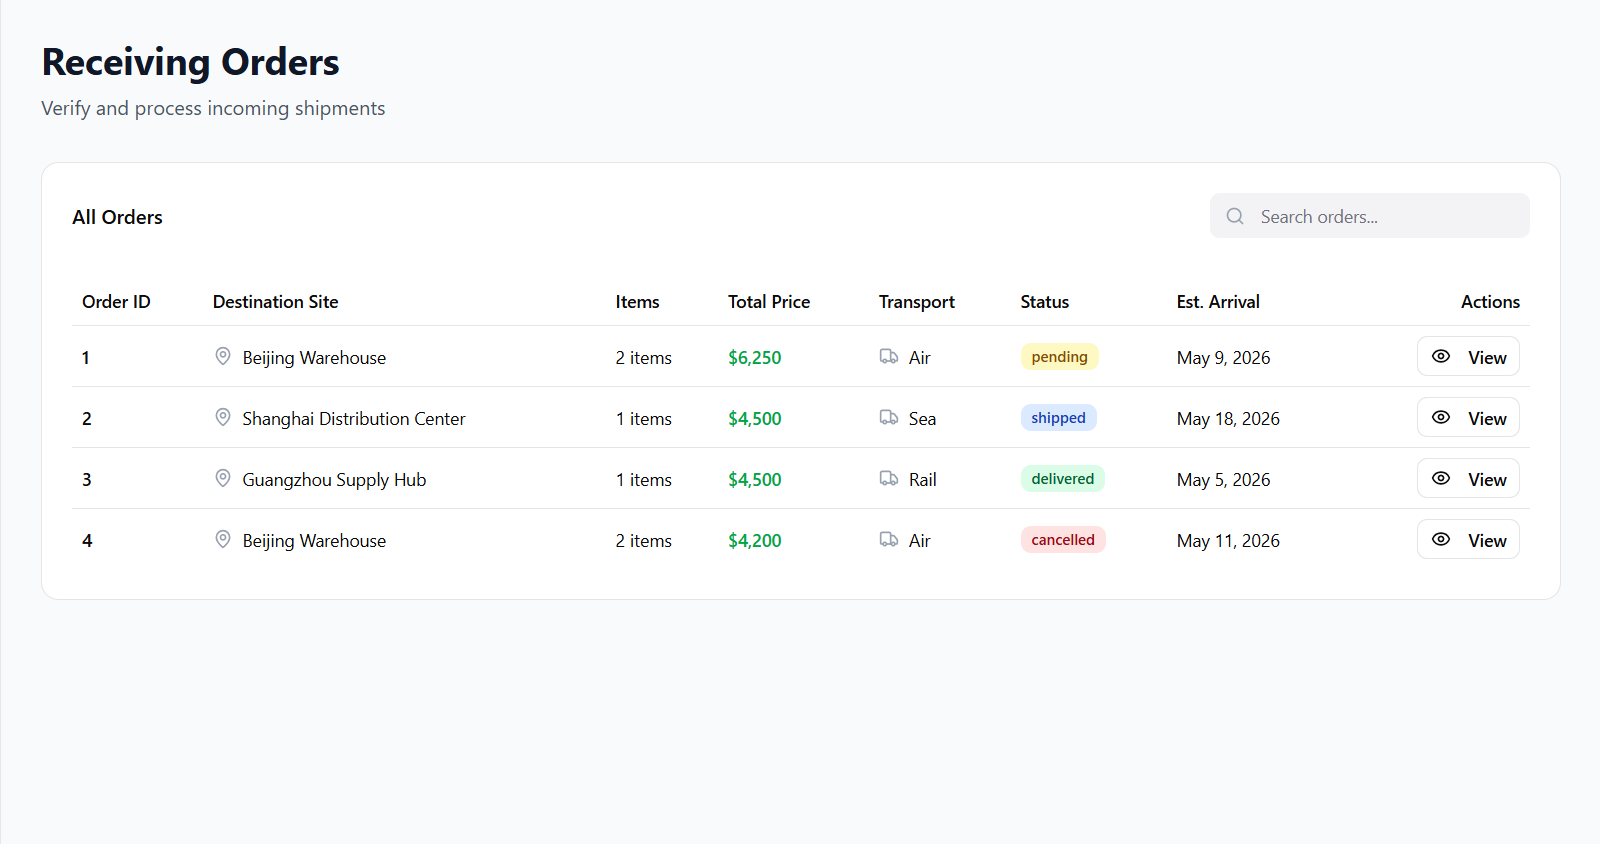 Receiving Orders
Verify and process incoming shipments
All Orders
Search orders...
Order ID Destination Site Items Total Price Transport Status Est. Arrival Actions
1 Beijing Warehouse 2 items $6,250 Air pending May 9, 2026 View
2 Shanghai Distribution Center 1 items $4,500 Sea shipped May 18, 2026 View
3 Guangzhou Supply Hub 1 items $4,500 Rail delivered May 5, 2026 View
4 Beijing Warehouse 2 items $4,200 Air cancelled May 11, 2026 View